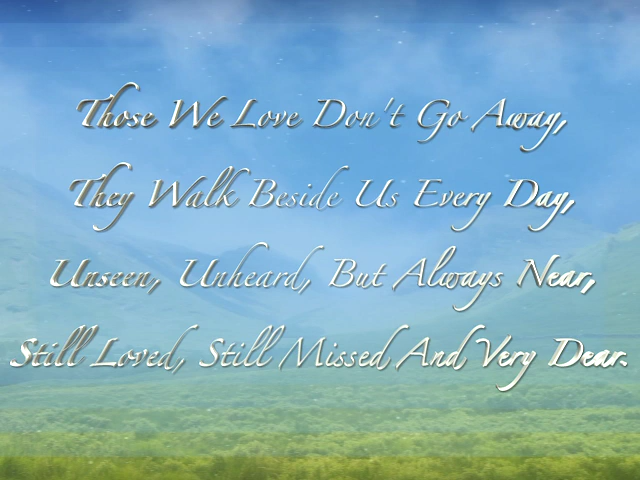 Those We Love Don't Go Away,
They Walk Beside Us Every Day,
Unseen, Unheard, But Always Near,
Still Loved, Still Missed And Very Dear.